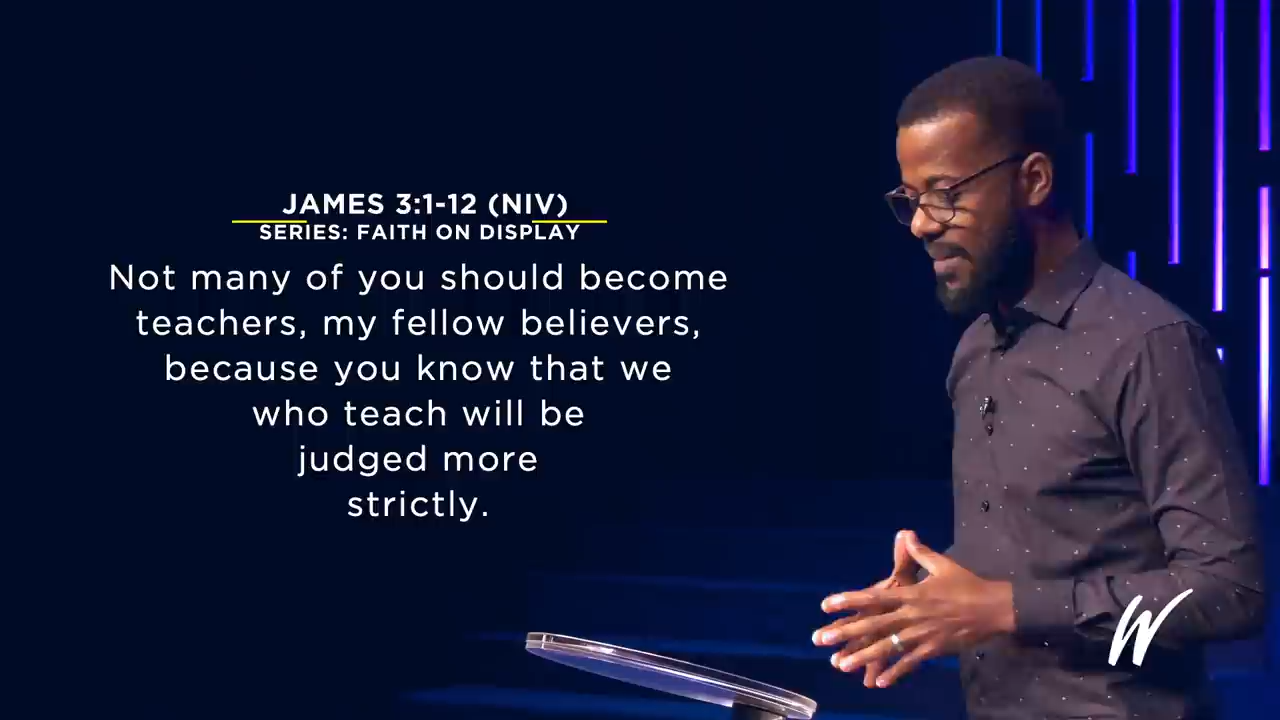 JAMES 3:1-12 (NIV)
SERIES: FAITH ON DISPLAY
Not many of you should become
teachers, my fellow believers,
because you know that we
who teach will be
judged more
strictly.
W